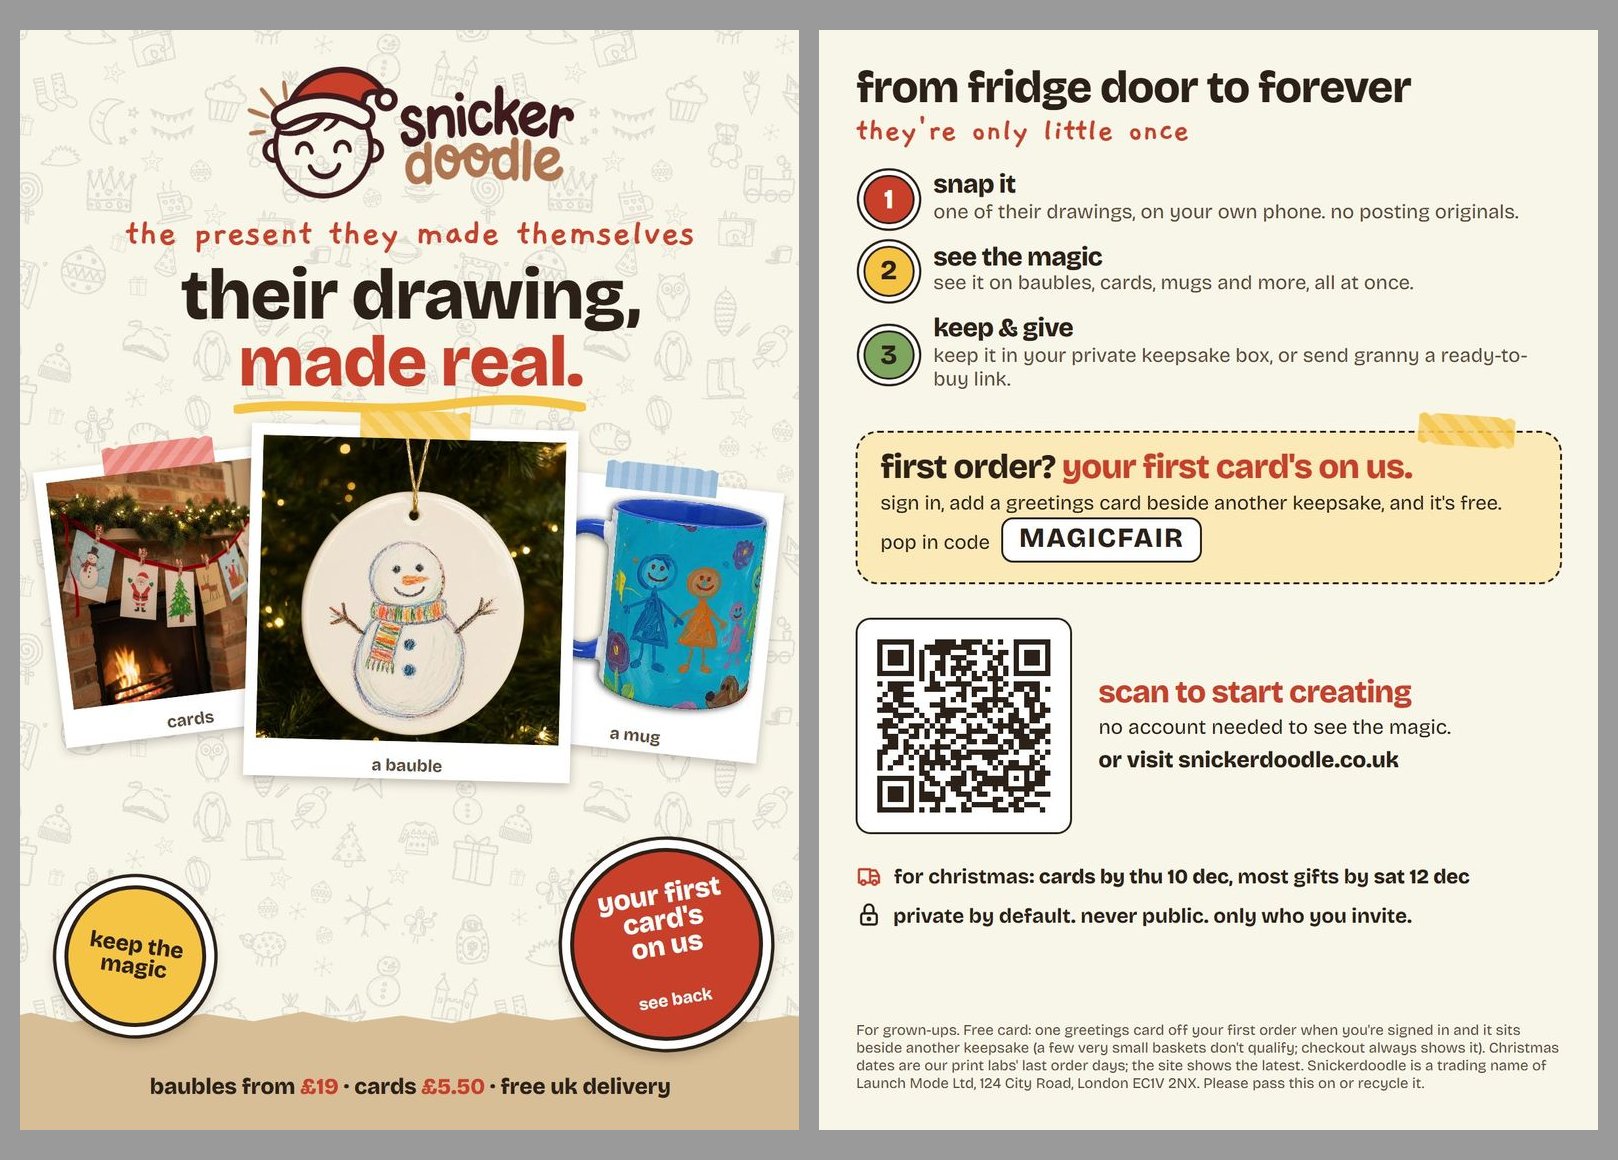 snicker
doodle
the present they made themselves
their drawing,
made real.
cards
a bauble
a mug
keep the
magic
your first
card's
on us
see back
baubles from £19 · cards £5.50 · free uk delivery
from fridge door to forever
they're only little once
1
snap it
one of their drawings, on your own phone. no posting originals.
2
see the magic
see it on baubles, cards, mugs and more, all at once.
3
keep & give
keep it in your private keepsake box, or send granny a ready-to-
buy link.
first order? your first card's on us.
sign in, add a greetings card beside another keepsake, and it's free.
pop in code MAGICFAIR
scan to start creating
no account needed to see the magic.
or visit snickerdoodle.co.uk
for christmas: cards by thu 10 dec, most gifts by sat 12 dec
private by default. never public. only who you invite.
For grown-ups. Free card: one greetings card off your first order when you're signed in and it sits
beside another keepsake (a few very small baskets don't qualify; checkout always shows it). Christmas
dates are our print labs' last order days; the site shows the latest. Snickerdoodle is a trading name of
Launch Mode Ltd, 124 City Road, London EC1V 2NX. Please pass this on or recycle it.